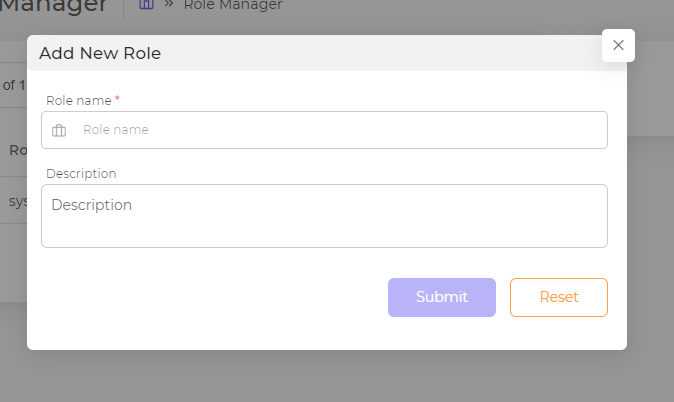 Manager
» Role Manager
Add New Role
of 1
Role name *
Role name
Ro
Description
sys
Description
Submit
Reset